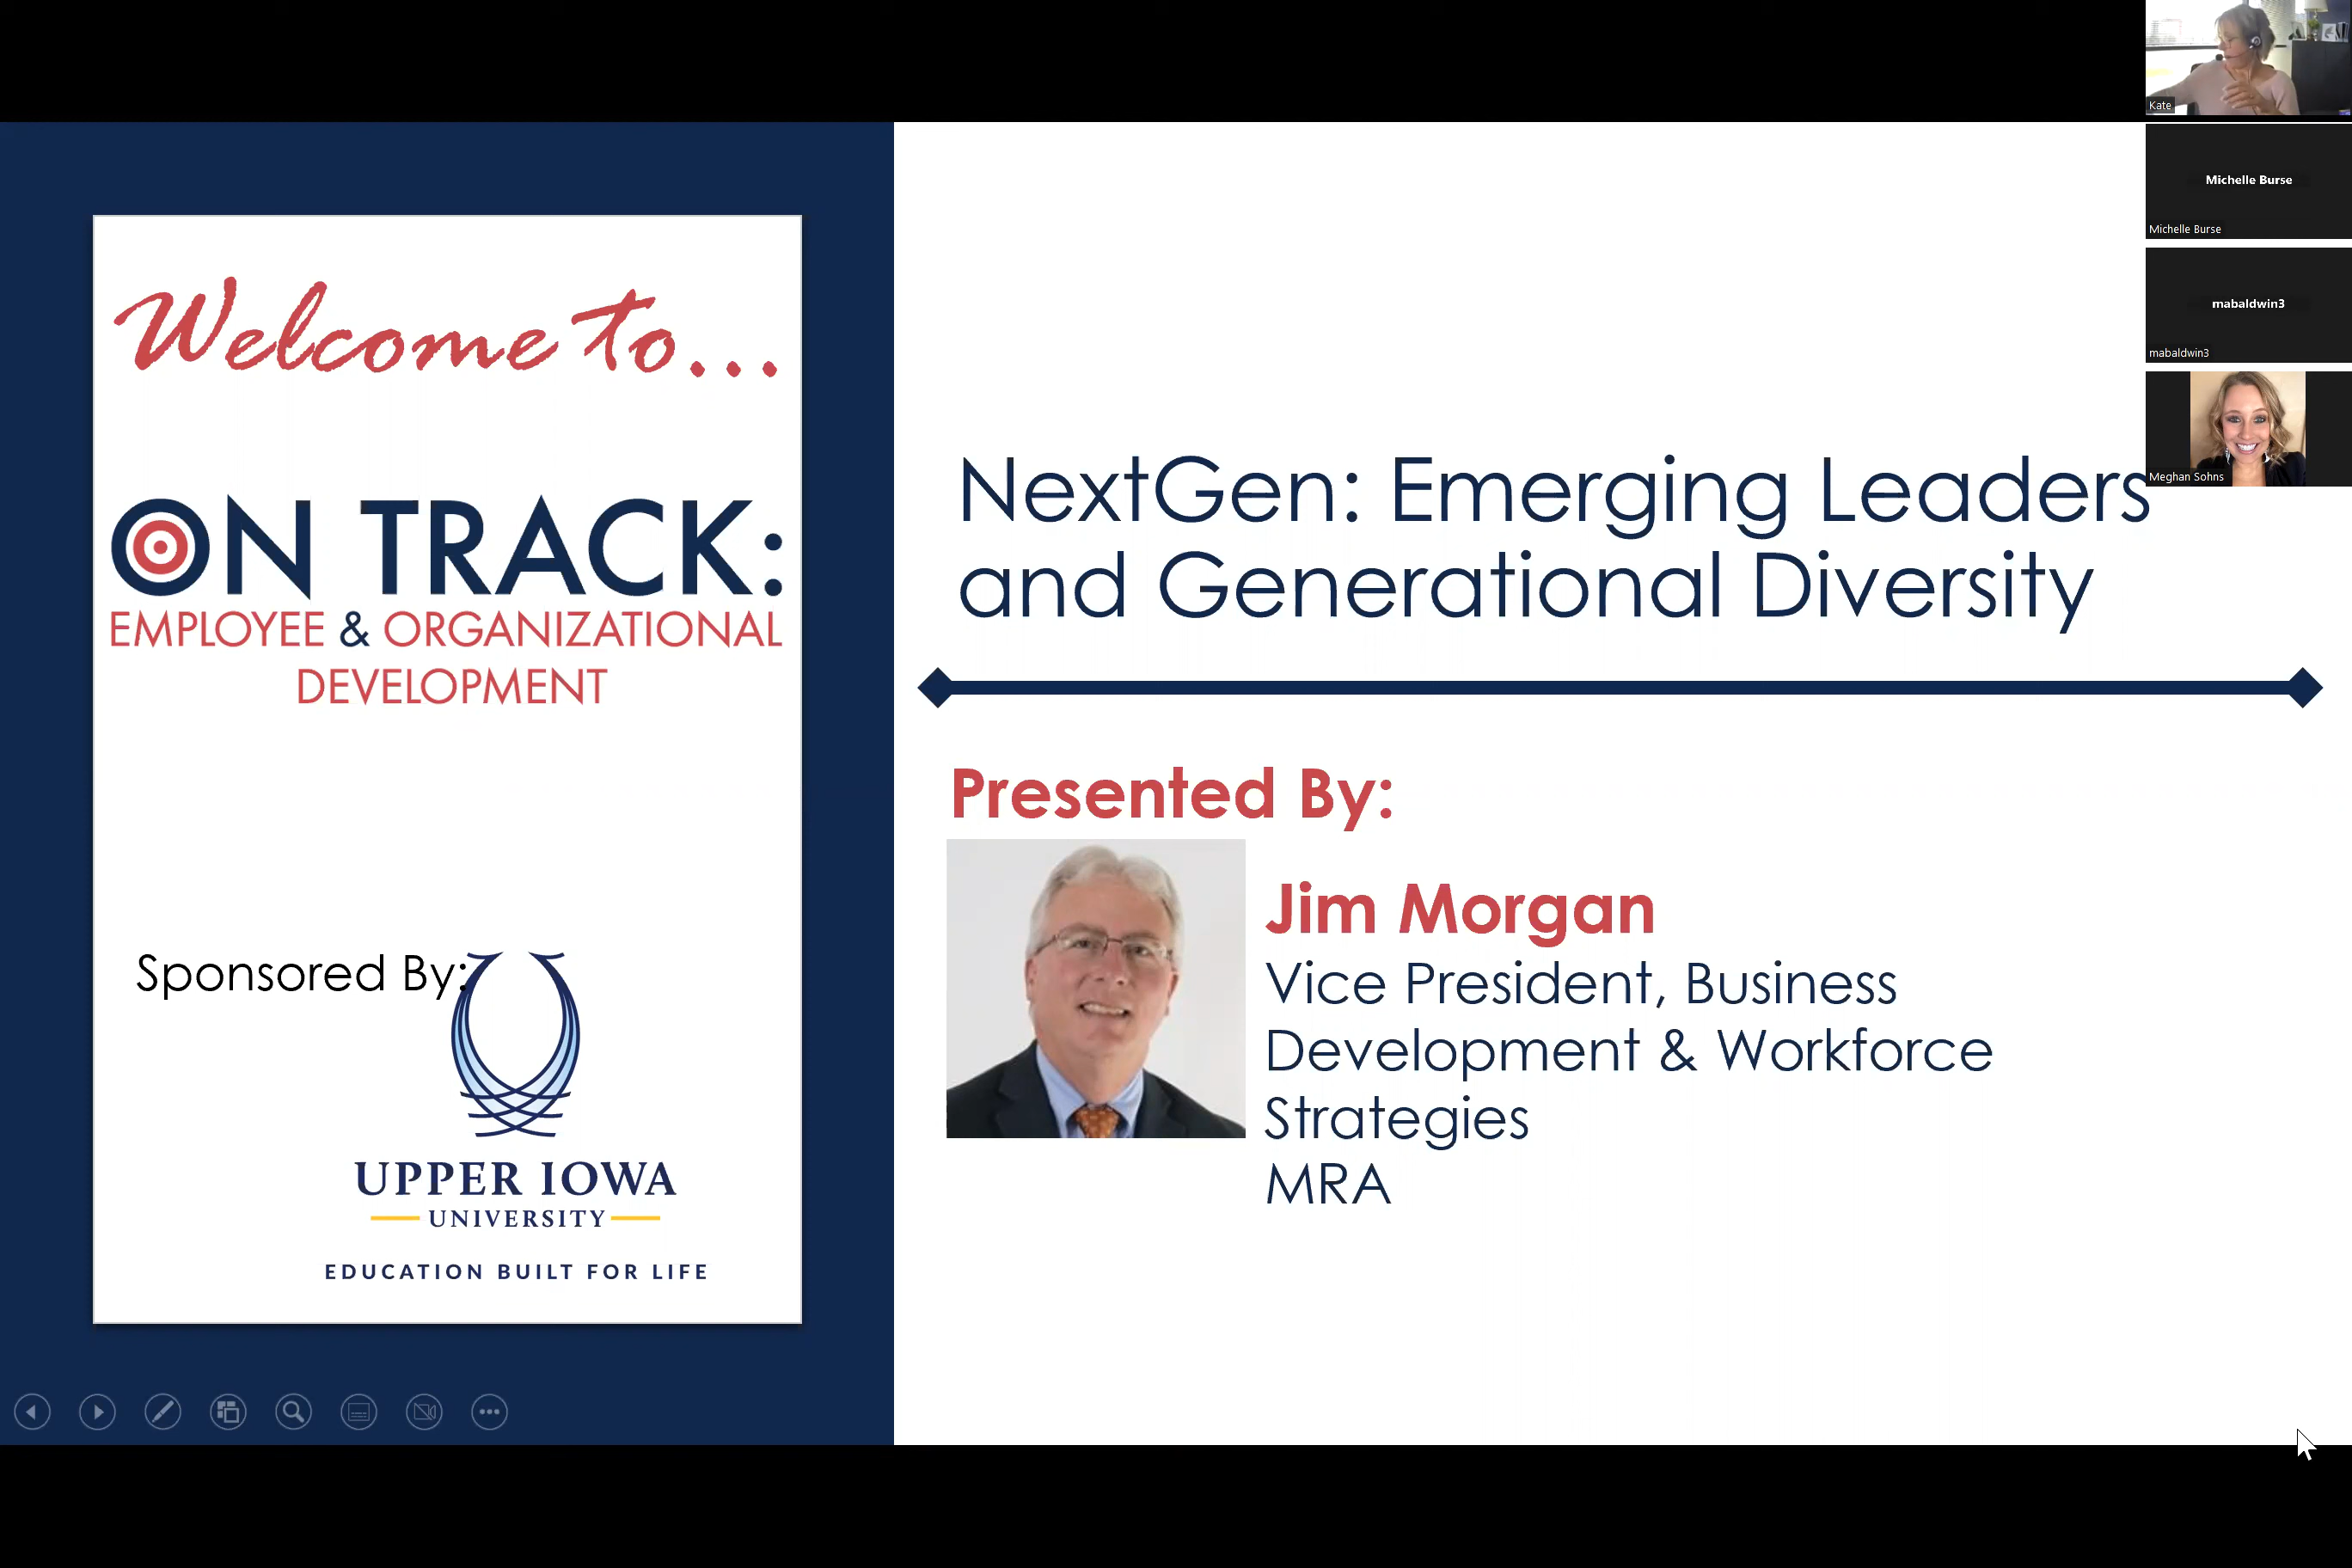 Welcome to...
ON TRACK:
EMPLOYEE & ORGANIZATIONAL
DEVELOPMENT
Sponsored By:
UPPER IOWA
UNIVERSITY
EDUCATION BUILT FOR LIFE
NextGen: Emerging Leaders
and Generational Diversity
Presented By:
Jim Morgan
Vice President, Business
Development & Workforce
Strategies
MRA
Kate
Michelle Burse
Michelle Burse
mabaldwin3
mabaldwin3
Meghan Sohns